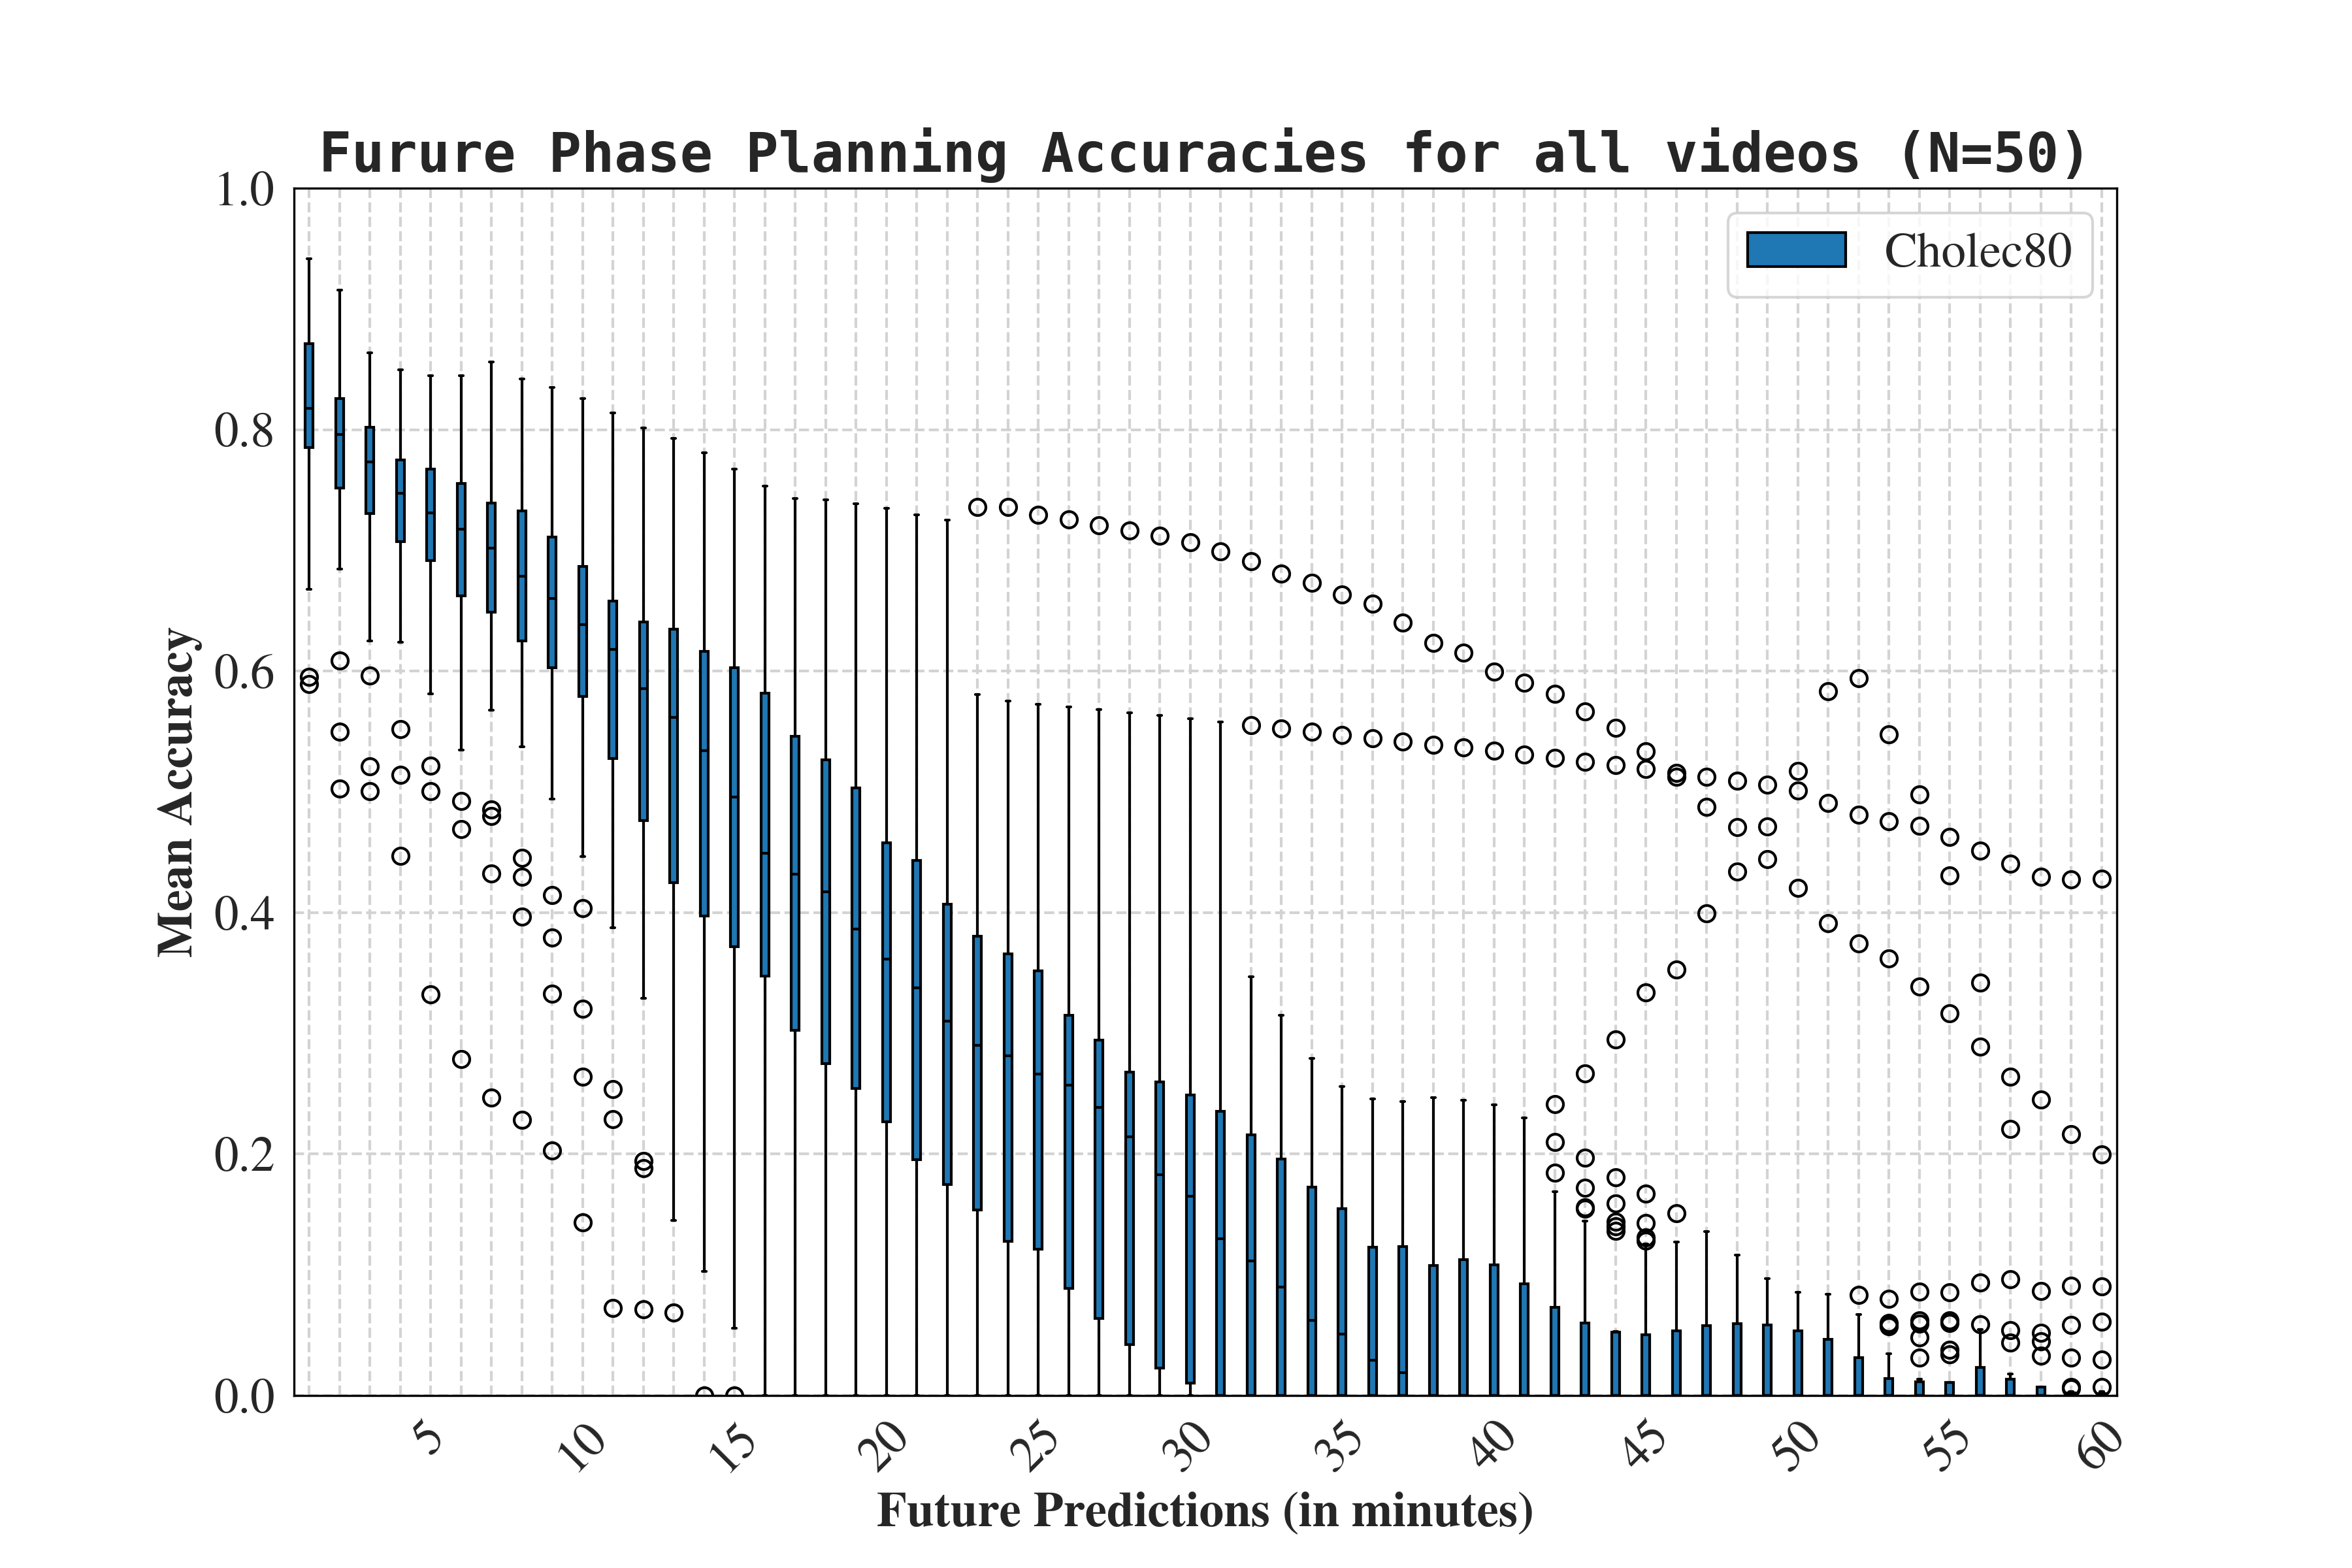 Furure Phase Planning Accuracies for all videos (N=50)
1.0
Cholec80
0.8
0.6
0.4
0.2
0.0
Mean Accuracy
5 10 15 20 25 30 35 40 45 50 55 60
Future Predictions (in minutes)